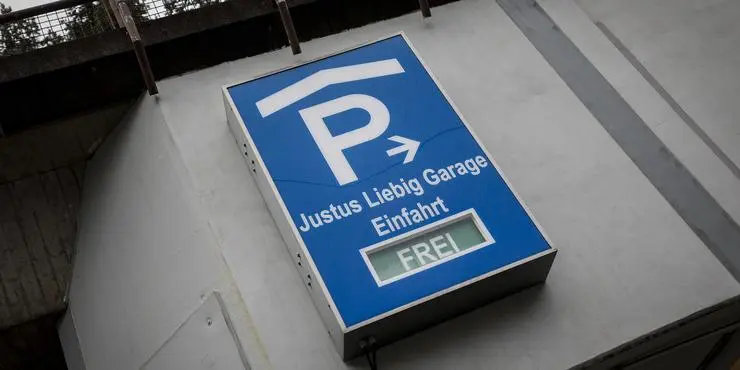 P
Justus Liebig Garage
Einfahrt
FREI